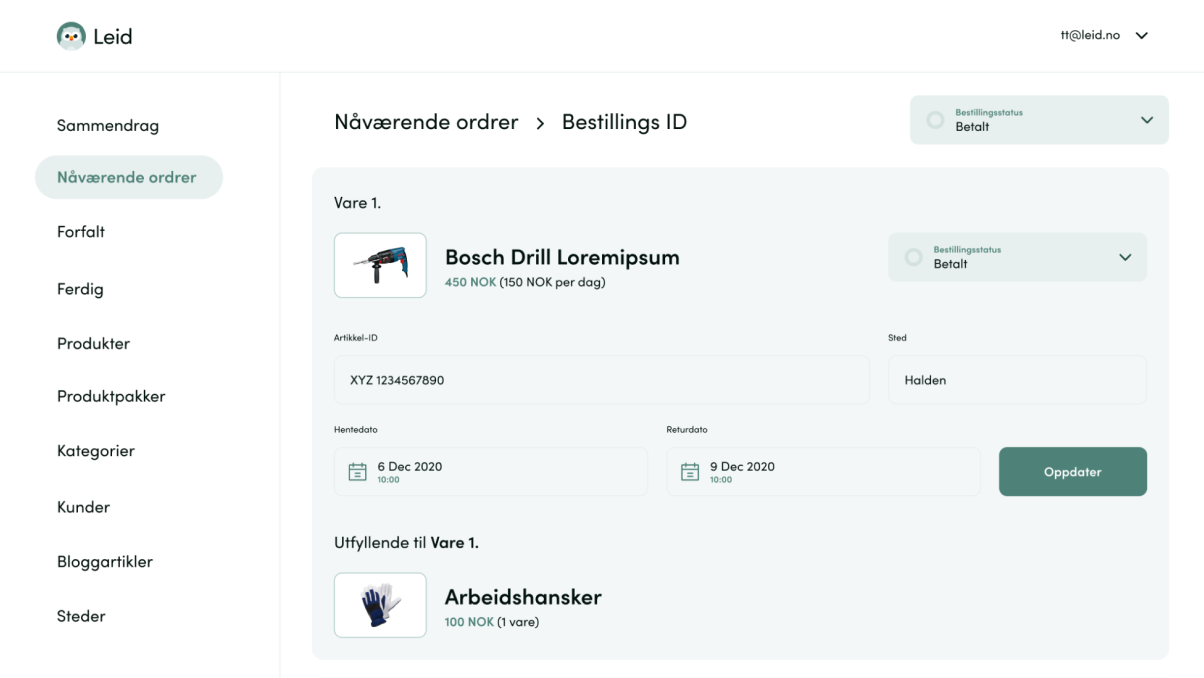 Leid
tt@leid.no
Sammendrag
Nåværende ordrer
Forfalt
Ferdig
Produkter
Produktpakker
Kategorier
Kunder
Bloggartikler
Steder
Nåværende ordrer > Bestillings ID
Bestillingsstatus
Betalt
Vare 1.
Bosch Drill Loremipsum
450 NOK (150 NOK per dag)
Bestillingsstatus
Betalt
Artikkel-ID
XYZ 1234567890
Sted
Halden
Hentedato
6 Dec 2020
10:00
Returdato
9 Dec 2020
10:00
Oppdater
Utfyllende til Vare 1.
Arbeidshansker
100 NOK (1 vare)